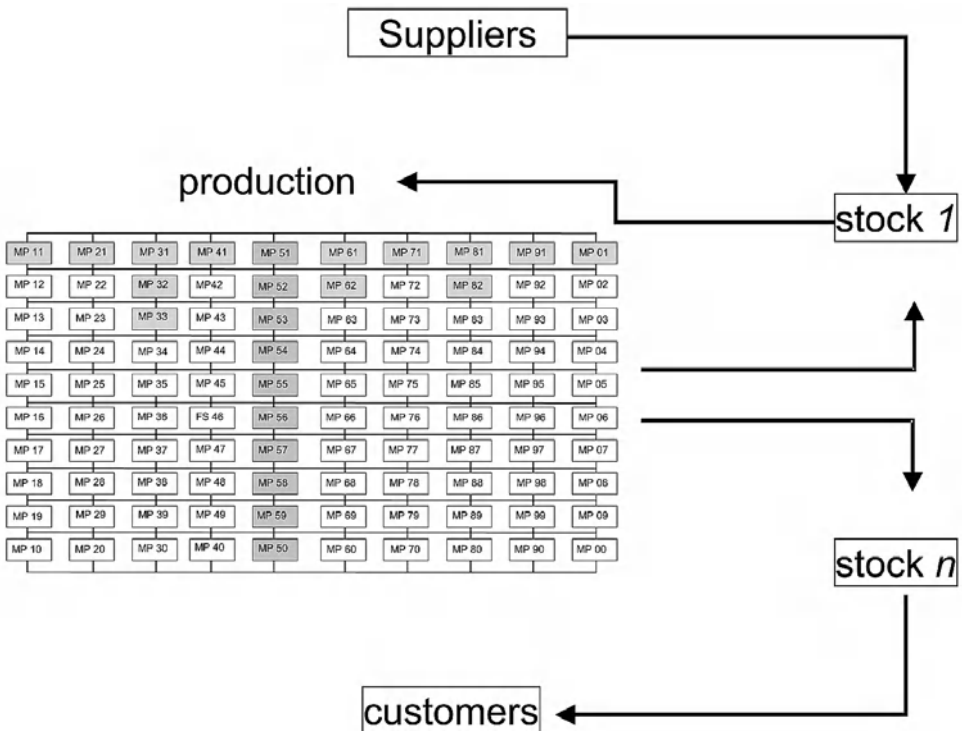 Suppliers
production
stock 1
MP 11 MP 21 MP 31 MP 41 MP 51 MP 61 MP 71 MP 81 MP 91 MP 01
MP 12 MP 22 MP 32 MP42 MP 52 MP 62 MP 72 MP 82 MP 92 MP 02
MP 13 MP 23 MP 33 MP 43 MP 53 MP 63 MP 73 MP 63 MP 93 MP 03
MP 14 MP 24 MP 34 MP 44 MP 54 MP 64 MP 74 MP 84 MP 94 MP 04
MP 15 MP 25 MP 35 MP 45 MP 55 MP 65 MP 75 MP 85 MP 95 MP 05
MP 16 MP 26 MP 36 FS 46 MP 56 MP 66 MP 76 MP 86 MP 96 MP 06
MP 17 MP 27 MP 37 MP 47 MP 57 MP 67 MP 77 MP 87 MP 97 MP 07
MP 18 MP 28 MP 38 MP 48 MP 58 MP 68 MP 78 MP 88 MP 98 MP 08
MP 19 MP 29 MP 39 MP 49 MP 59 MP 69 MP 79 MP 89 MP 99 MP 09
MP 10 MP 20 MP 30 MP 40 MP 50 MP 60 MP 70 MP 80 MP 90 MP 00
stock n
customers